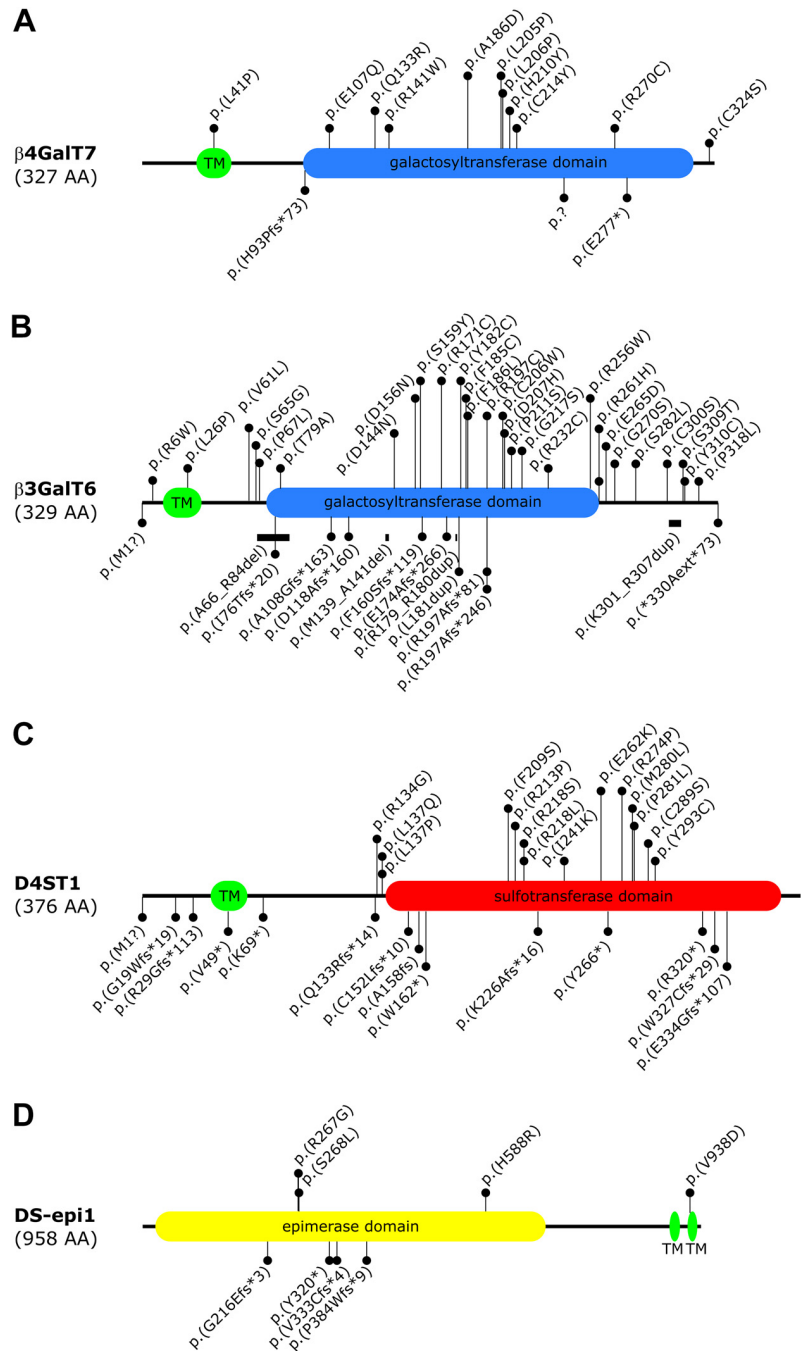 A
p.(L41P)
p.(E107Q)
p.(Q133R)
p.(R141W)
p.(A186D)
p.(L205P)
p.(L206P)
p.(H210Y)
p.(C214Y)
p.(R270C)
p.(C324S)
β4GalT7
(327 AA)
TM
galactosyltransferase domain
p.(H93Pfs*73)
p.?
p.(E277*)
B
p.(R6W)
p.(L26P)
p.(V61L)
p.(S65G)
p.(P67L)
p.(T79A)
p.(D144N)
p.(D156N)
p.(S159Y)
p.(R171C)
p.(Y182C)
p.(F185C)
p.(F186L)
p.(R197C)
p.(C206W)
p.(D207H)
p.(P211S)
p.(G217S)
p.(R232C)
p.(R256W)
p.(R261H)
p.(E265D)
p.(G270S)
p.(S282L)
p.(C300S)
p.(S309T)
p.(Y310C)
p.(P318L)
β3GalT6
(329 AA)
TM
galactosyltransferase domain
p.(M1?)
p.(A66_R84del)
p.(I76Tfs*20)
p.(A108Gfs*163)
p.(D118Afs*160)
p.(M139_A141del)
p.(F160Sfs*119)
p.(E174Afs*266)
p.(R179_R180dup)
p.(L181dup)
p.(R197Afs*81)
p.(R197Afs*246)
p.(K301_R307dup)
p.(*330Aext*73)
C
p.(R134G)
p.(L137Q)
p.(L137P)
p.(F209S)
p.(R213P)
p.(R218S)
p.(R218L)
p.(I241K)
p.(E262K)
p.(R274P)
p.(M280L)
p.(P281L)
p.(C289S)
p.(Y293C)
D4ST1
(376 AA)
TM
sulfotransferase domain
p.(M1?)
p.(G19Wfs*19)
p.(R29Gfs*113)
p.(V49*)
p.(K69*)
p.(Q133Rfs*14)
p.(C152Lfs*10)
p.(A158fs)
p.(W162*)
p.(K226Afs*16)
p.(Y266*)
p.(R320*)
p.(W327Cfs*29)
p.(E334Gfs*107)
D
p.(R267G)
p.(S268L)
p.(H588R)
p.(V938D)
DS-epi1
(958 AA)
epimerase domain
TM TM
p.(G216Efs*3)
p.(Y320*)
p.(V333Cfs*4)
p.(P384Wfs*9)